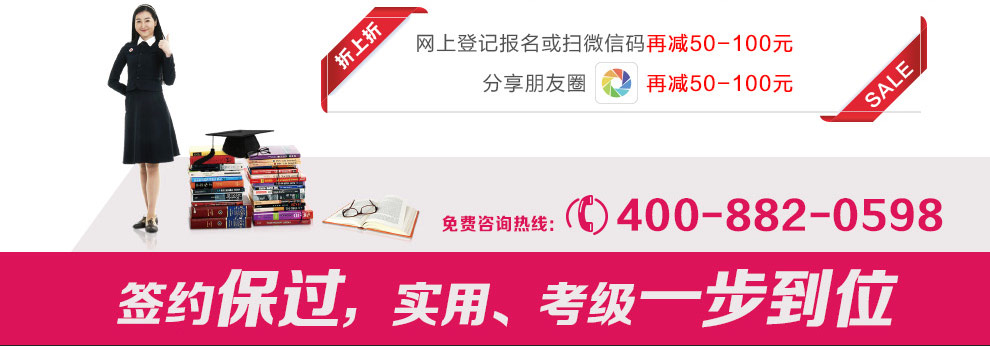 折上折
网上登记报名或扫微信码再减50-100元
分享朋友圈 再减50-100元
SALE
免费咨询热线: 400-882-0598
签约保过,实用、考级一步到位